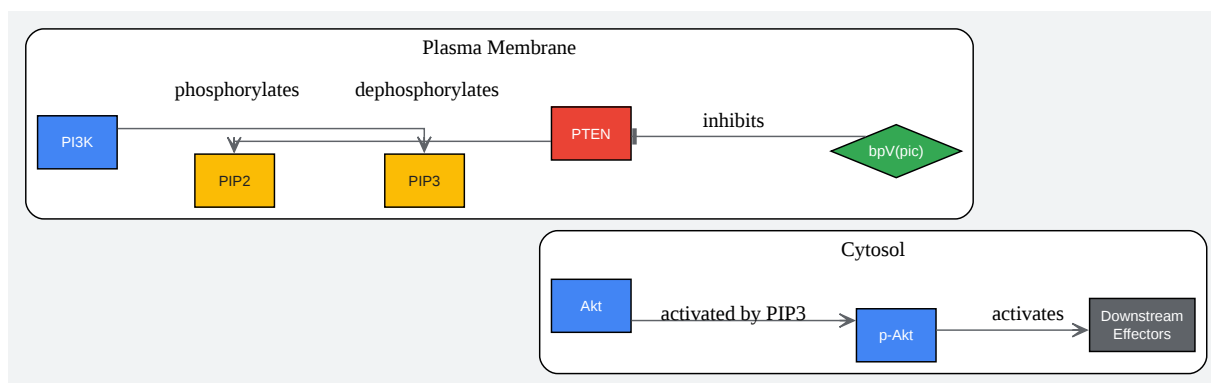 Plasma Membrane
phosphorylates
dephosphorylates
PI3K
PIP2
PIP3
PTEN
inhibits
bpV(pic)
Cytosol
Akt
activated by PIP3
p-Akt
activates
Downstream
Effectors